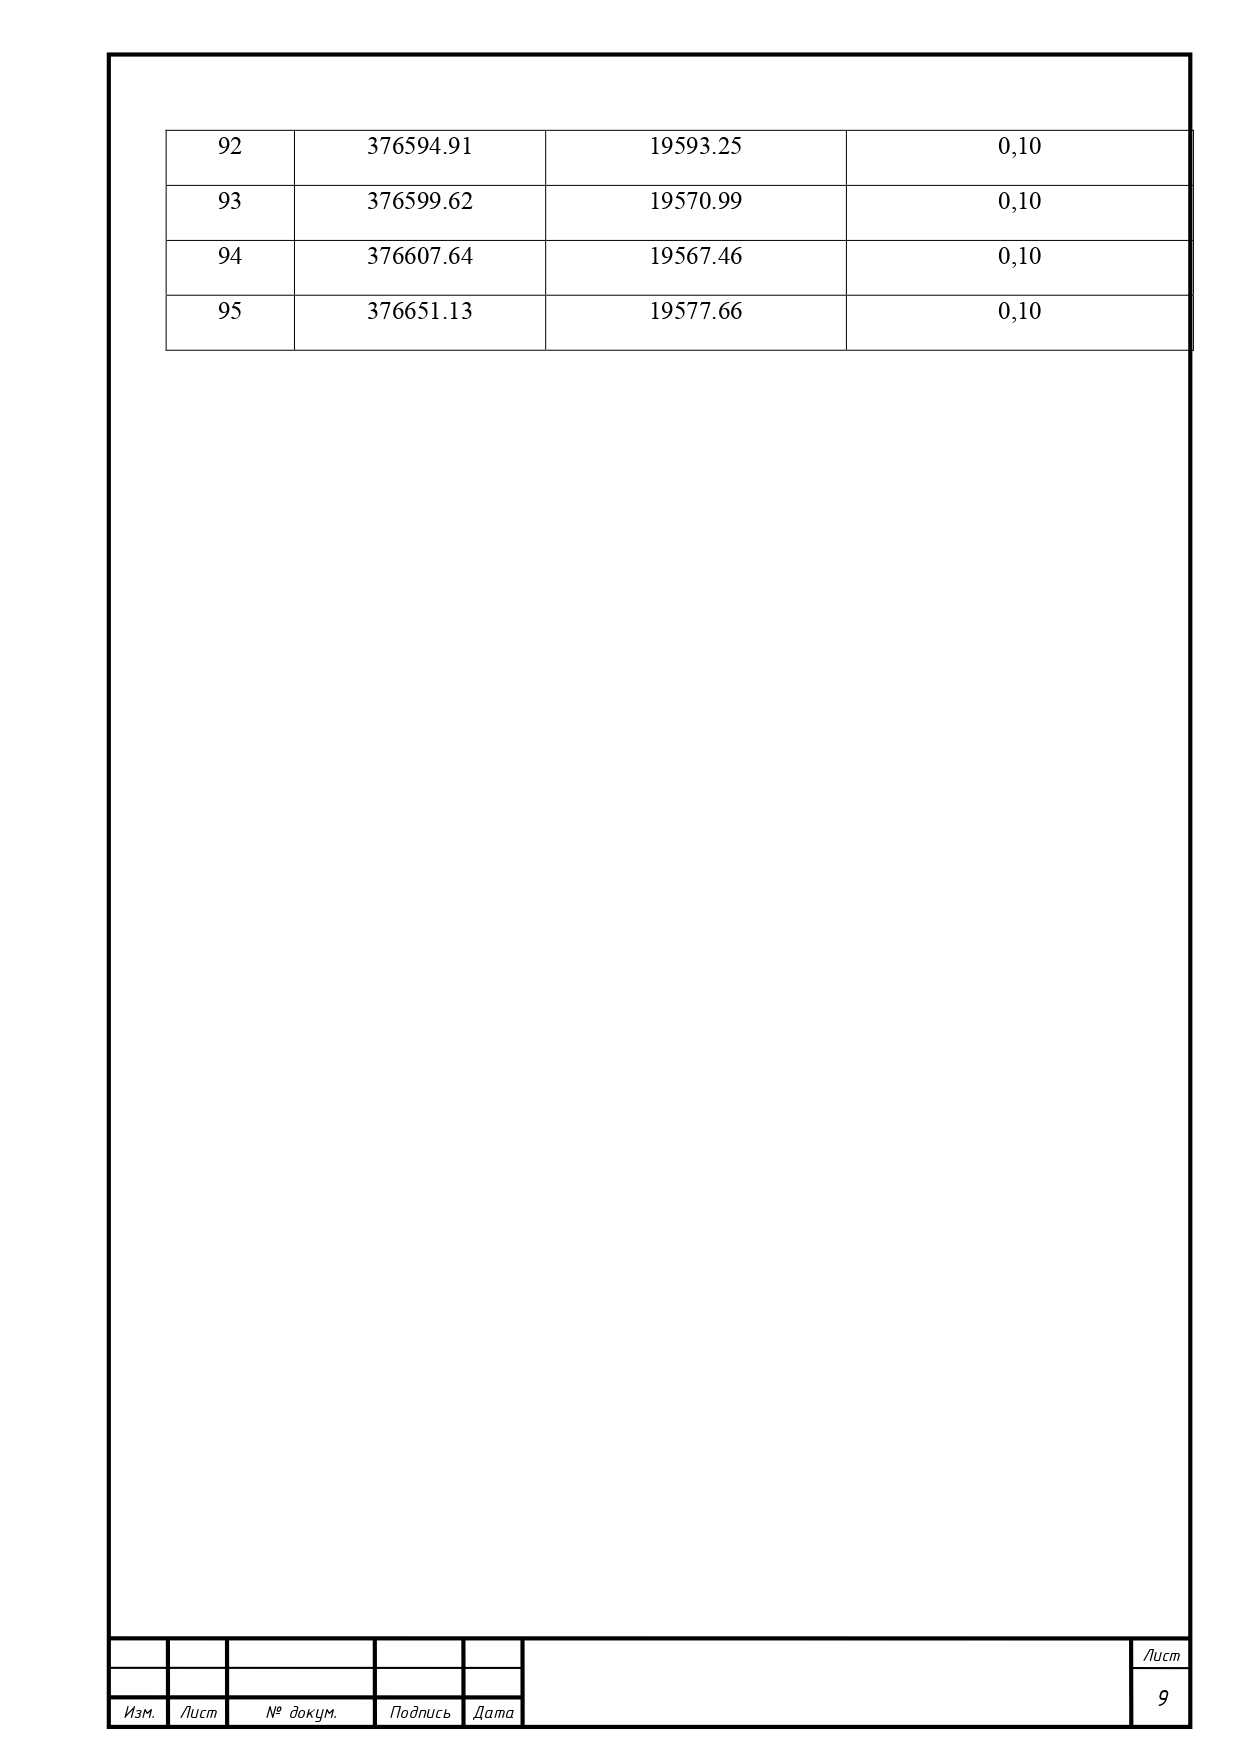 92 376594.91 19593.25 0,10
93 376599.62 19570.99 0,10
94 376607.64 19567.46 0,10
95 376651.13 19577.66 0,10
Лист
9
Изм. Лист № докум. Подпись Дата